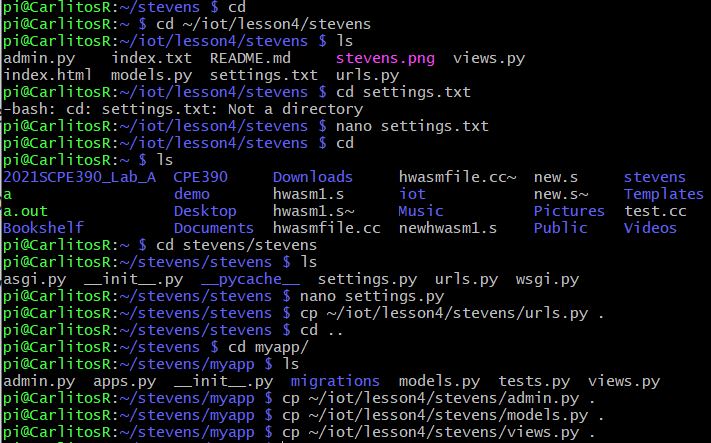 pi@CarlitosR:~/stevens $ cd
pi@CarlitosR:~ $ cd ~/iot/lesson4/stevens
pi@CarlitosR:~/iot/lesson4/stevens $ ls
admin.py    index.txt  README.md     stevens.png  views.py
index.html  models.py  settings.txt  urls.py
pi@CarlitosR:~/iot/lesson4/stevens $ cd settings.txt
-bash: cd: settings.txt: Not a directory
pi@CarlitosR:~/iot/lesson4/stevens $ nano settings.txt
pi@CarlitosR:~/iot/lesson4/stevens $ cd
pi@CarlitosR:~ $ ls
2021SCPE390_Lab_A  CPE390     Downloads    hwasmfile.cc~  new.s     stevens
a                  demo       hwasm1.s     iot            new.s~    Templates
a.out              Desktop    hwasm1.s~    Music          Pictures  test.cc
Bookshelf          Documents  hwasmfile.cc  newhwasm1.s    Public    Videos
pi@CarlitosR:~ $ cd stevens/stevens
pi@CarlitosR:~/stevens/stevens $ ls
asgi.py  __init__.py  __pycache__  settings.py  urls.py  wsgi.py
pi@CarlitosR:~/stevens/stevens $ nano settings.py
pi@CarlitosR:~/stevens/stevens $ cp ~/iot/lesson4/stevens/urls.py .
pi@CarlitosR:~/stevens/stevens $ cd ..
pi@CarlitosR:~/stevens $ cd myapp/
pi@CarlitosR:~/stevens/myapp $ ls
admin.py  apps.py  __init__.py  migrations  models.py  tests.py  views.py
pi@CarlitosR:~/stevens/myapp $ cp ~/iot/lesson4/stevens/admin.py .
pi@CarlitosR:~/stevens/myapp $ cp ~/iot/lesson4/stevens/models.py .
pi@CarlitosR:~/stevens/myapp $ cp ~/iot/lesson4/stevens/views.py .